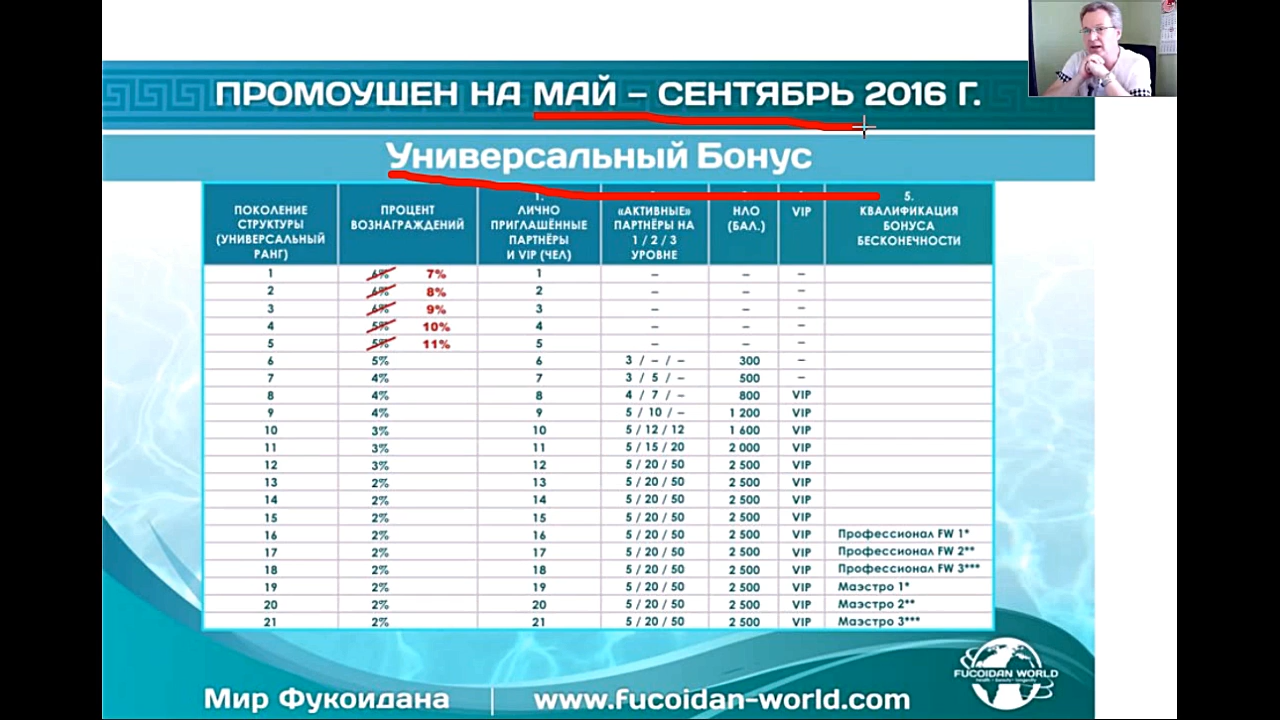 ПРОМОУШЕН НА МАЙ – СЕНТЯБРЬ 2016 Г.
Универсальный Бонус
ПОКОЛЕНИЕ СТРУКТУРЫ (УНИВЕРСАЛЬНЫЙ РАНГ) ПРОЦЕНТ ВОЗНАГРАЖДЕНИЙ 1. ЛИЧНО ПРИГЛАШЁННЫЕ ПАРТНЁРЫ И VIP (ЧЕЛ) «АКТИВНЫЕ» ПАРТНЁРЫ НА 1 / 2 / 3 УРОВНЕ НЛО (БАЛ.) VIP 5. КВАЛИФИКАЦИЯ БОНУСА БЕСКОНЕЧНОСТИ
1 6% 7% 1 – – –
2 6% 8% 2 – – –
3 6% 9% 3 – – –
4 5% 10% 4 – – –
5 5% 11% 5 – – –
6 5% 6 3 / – / – 300 –
7 4% 7 3 / 5 / – 500 –
8 4% 8 4 / 7 / – 800 VIP
9 4% 9 5 / 10 / – 1 200 VIP
10 3% 10 5 / 12 / 12 1 600 VIP
11 3% 11 5 / 15 / 20 2 000 VIP
12 3% 12 5 / 20 / 50 2 500 VIP
13 2% 13 5 / 20 / 50 2 500 VIP
14 2% 14 5 / 20 / 50 2 500 VIP
15 2% 15 5 / 20 / 50 2 500 VIP
16 2% 16 5 / 20 / 50 2 500 VIP Профессионал FW 1*
17 2% 17 5 / 20 / 50 2 500 VIP Профессионал FW 2**
18 2% 18 5 / 20 / 50 2 500 VIP Профессионал FW 3***
19 2% 19 5 / 20 / 50 2 500 VIP Маэстро 1*
20 2% 20 5 / 20 / 50 2 500 VIP Маэстро 2**
21 2% 21 5 / 20 / 50 2 500 VIP Маэстро 3***
FUCOIDAN WORLD
Мир Фукоидана www.fucoidan-world.com